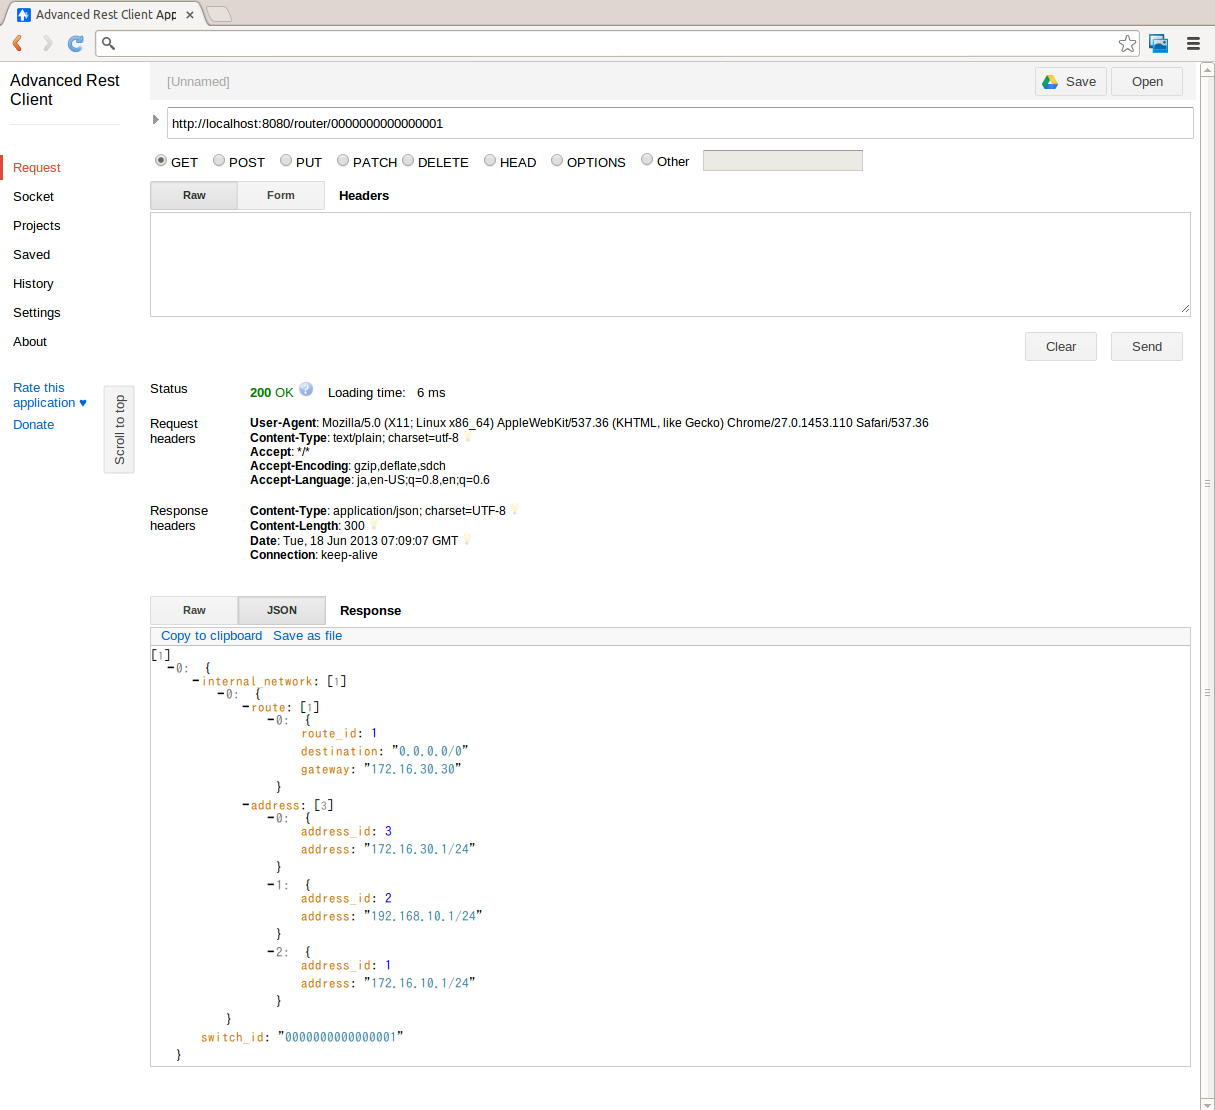 Advanced Rest Client App
Advanced Rest Client
[Unnamed]
Save
Open
http://localhost:8080/router/0000000000000001
GET POST PUT PATCH DELETE HEAD OPTIONS Other
Raw Form Headers
Request
Socket
Projects
Saved
History
Settings
About
Rate this
application ♥
Donate
Scroll to top
Clear Send
Status 200 OK Loading time: 6 ms
Request headers
User-Agent: Mozilla/5.0 (X11; Linux x86_64) AppleWebKit/537.36 (KHTML, like Gecko) Chrome/27.0.1453.110 Safari/537.36
Content-Type: text/plain; charset=utf-8
Accept: */*
Accept-Encoding: gzip,deflate,sdch
Accept-Language: ja,en-US;q=0.8,en;q=0.6
Response headers
Content-Type: application/json; charset=UTF-8
Content-Length: 300
Date: Tue, 18 Jun 2013 07:09:07 GMT
Connection: keep-alive
Raw JSON Response
Copy to clipboard Save as file
[1]
-0: {
-internal_network: [1]
-0: {
-route: [1]
-0: {
route_id: 1
destination: "0.0.0.0/0"
gateway: "172.16.30.30"
}
-address: [3]
-0: {
address_id: 3
address: "172.16.30.1/24"
}
-1: {
address_id: 2
address: "192.168.10.1/24"
}
-2: {
address_id: 1
address: "172.16.10.1/24"
}
}
switch_id: "0000000000000001"
}